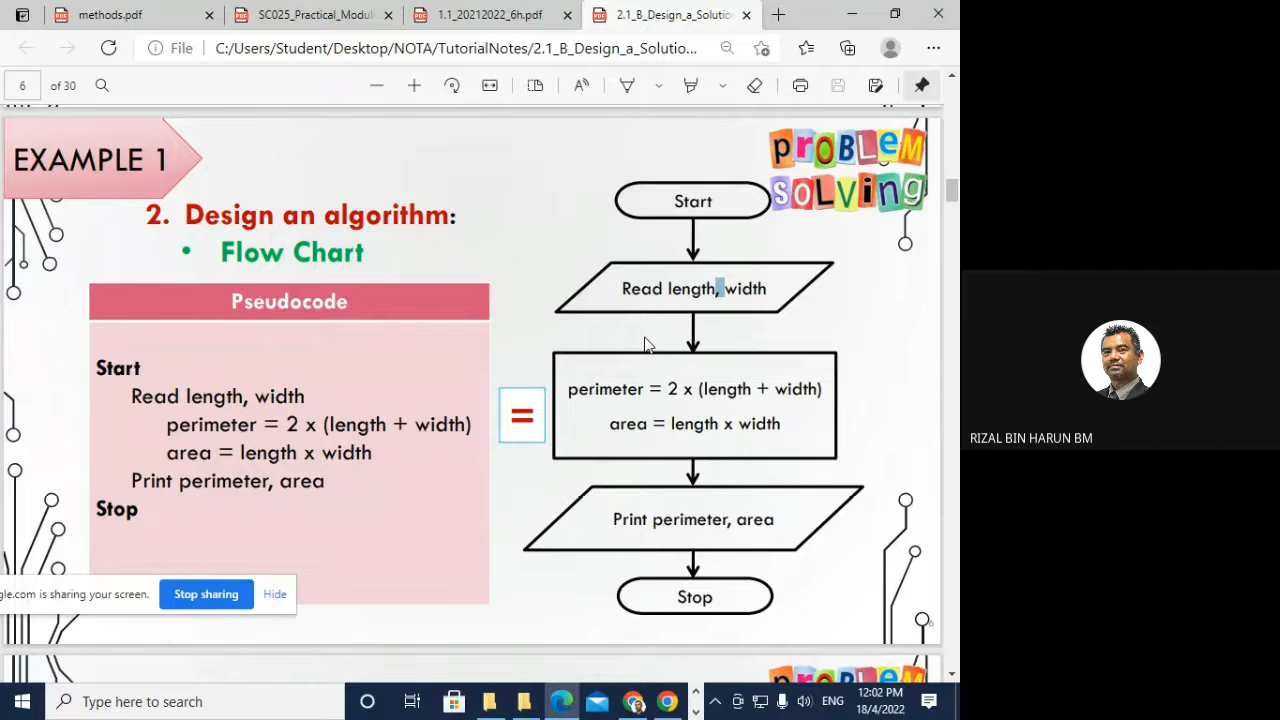 methods.pdf
SC025_Practical_Modul
1.1_20212022_6h.pdf
2.1_B_Design_a_Solutio
File
C:/Users/Student/Desktop/NOTA/TutorialNotes/2.1_B_Design_a_Solutio...
6 of 30
EXAMPLE 1
PROBLEM
SOLVING
2. Design an algorithm:
• Flow Chart
Pseudocode
Start
Read length, width
perimeter = 2 x (length + width)
area = length x width
Print perimeter, area
Stop
=
Start
Read length, width
perimeter = 2 x (length + width)
area = length x width
Print perimeter, area
Stop
gle.com is sharing your screen.
Stop sharing
Hide
RIZAL BIN HARUN BM
Type here to search
ENG
12:02 PM
18/4/2022